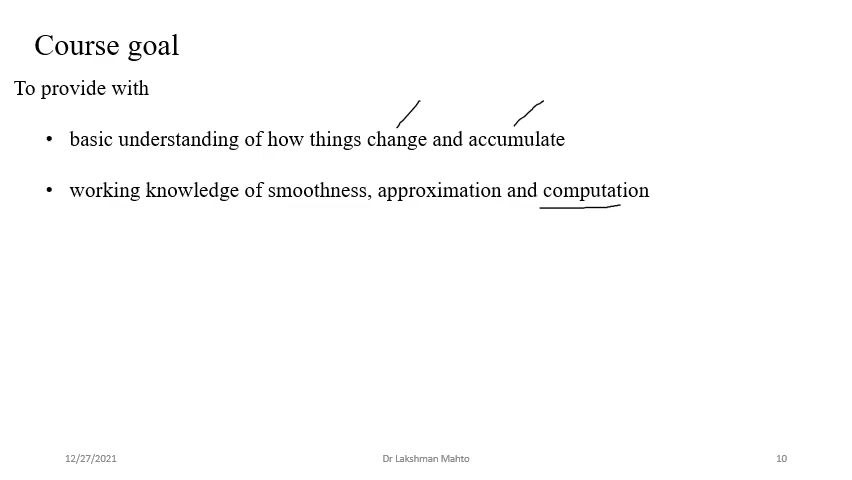 Course goal
To provide with
• basic understanding of how things change and accumulate
• working knowledge of smoothness, approximation and computation
12/27/2021 Dr Lakshman Mahto 10